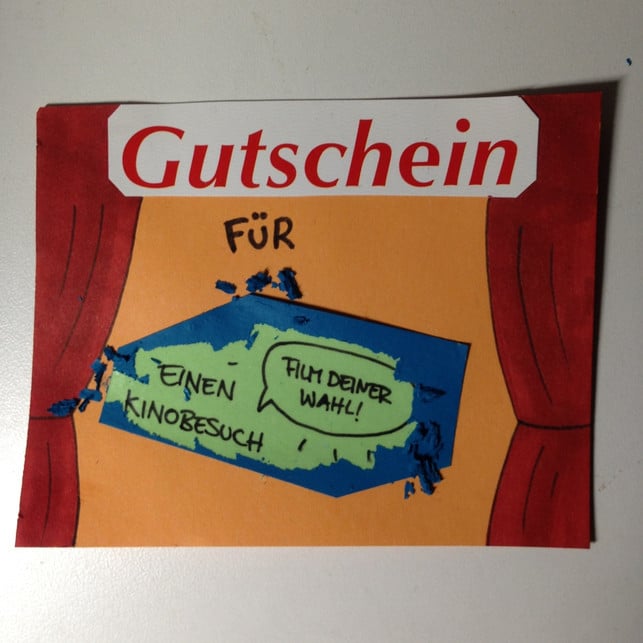 Gutschein
FÜR
EINEN
KINOBESUCH
FILM DEINER
WAHL!